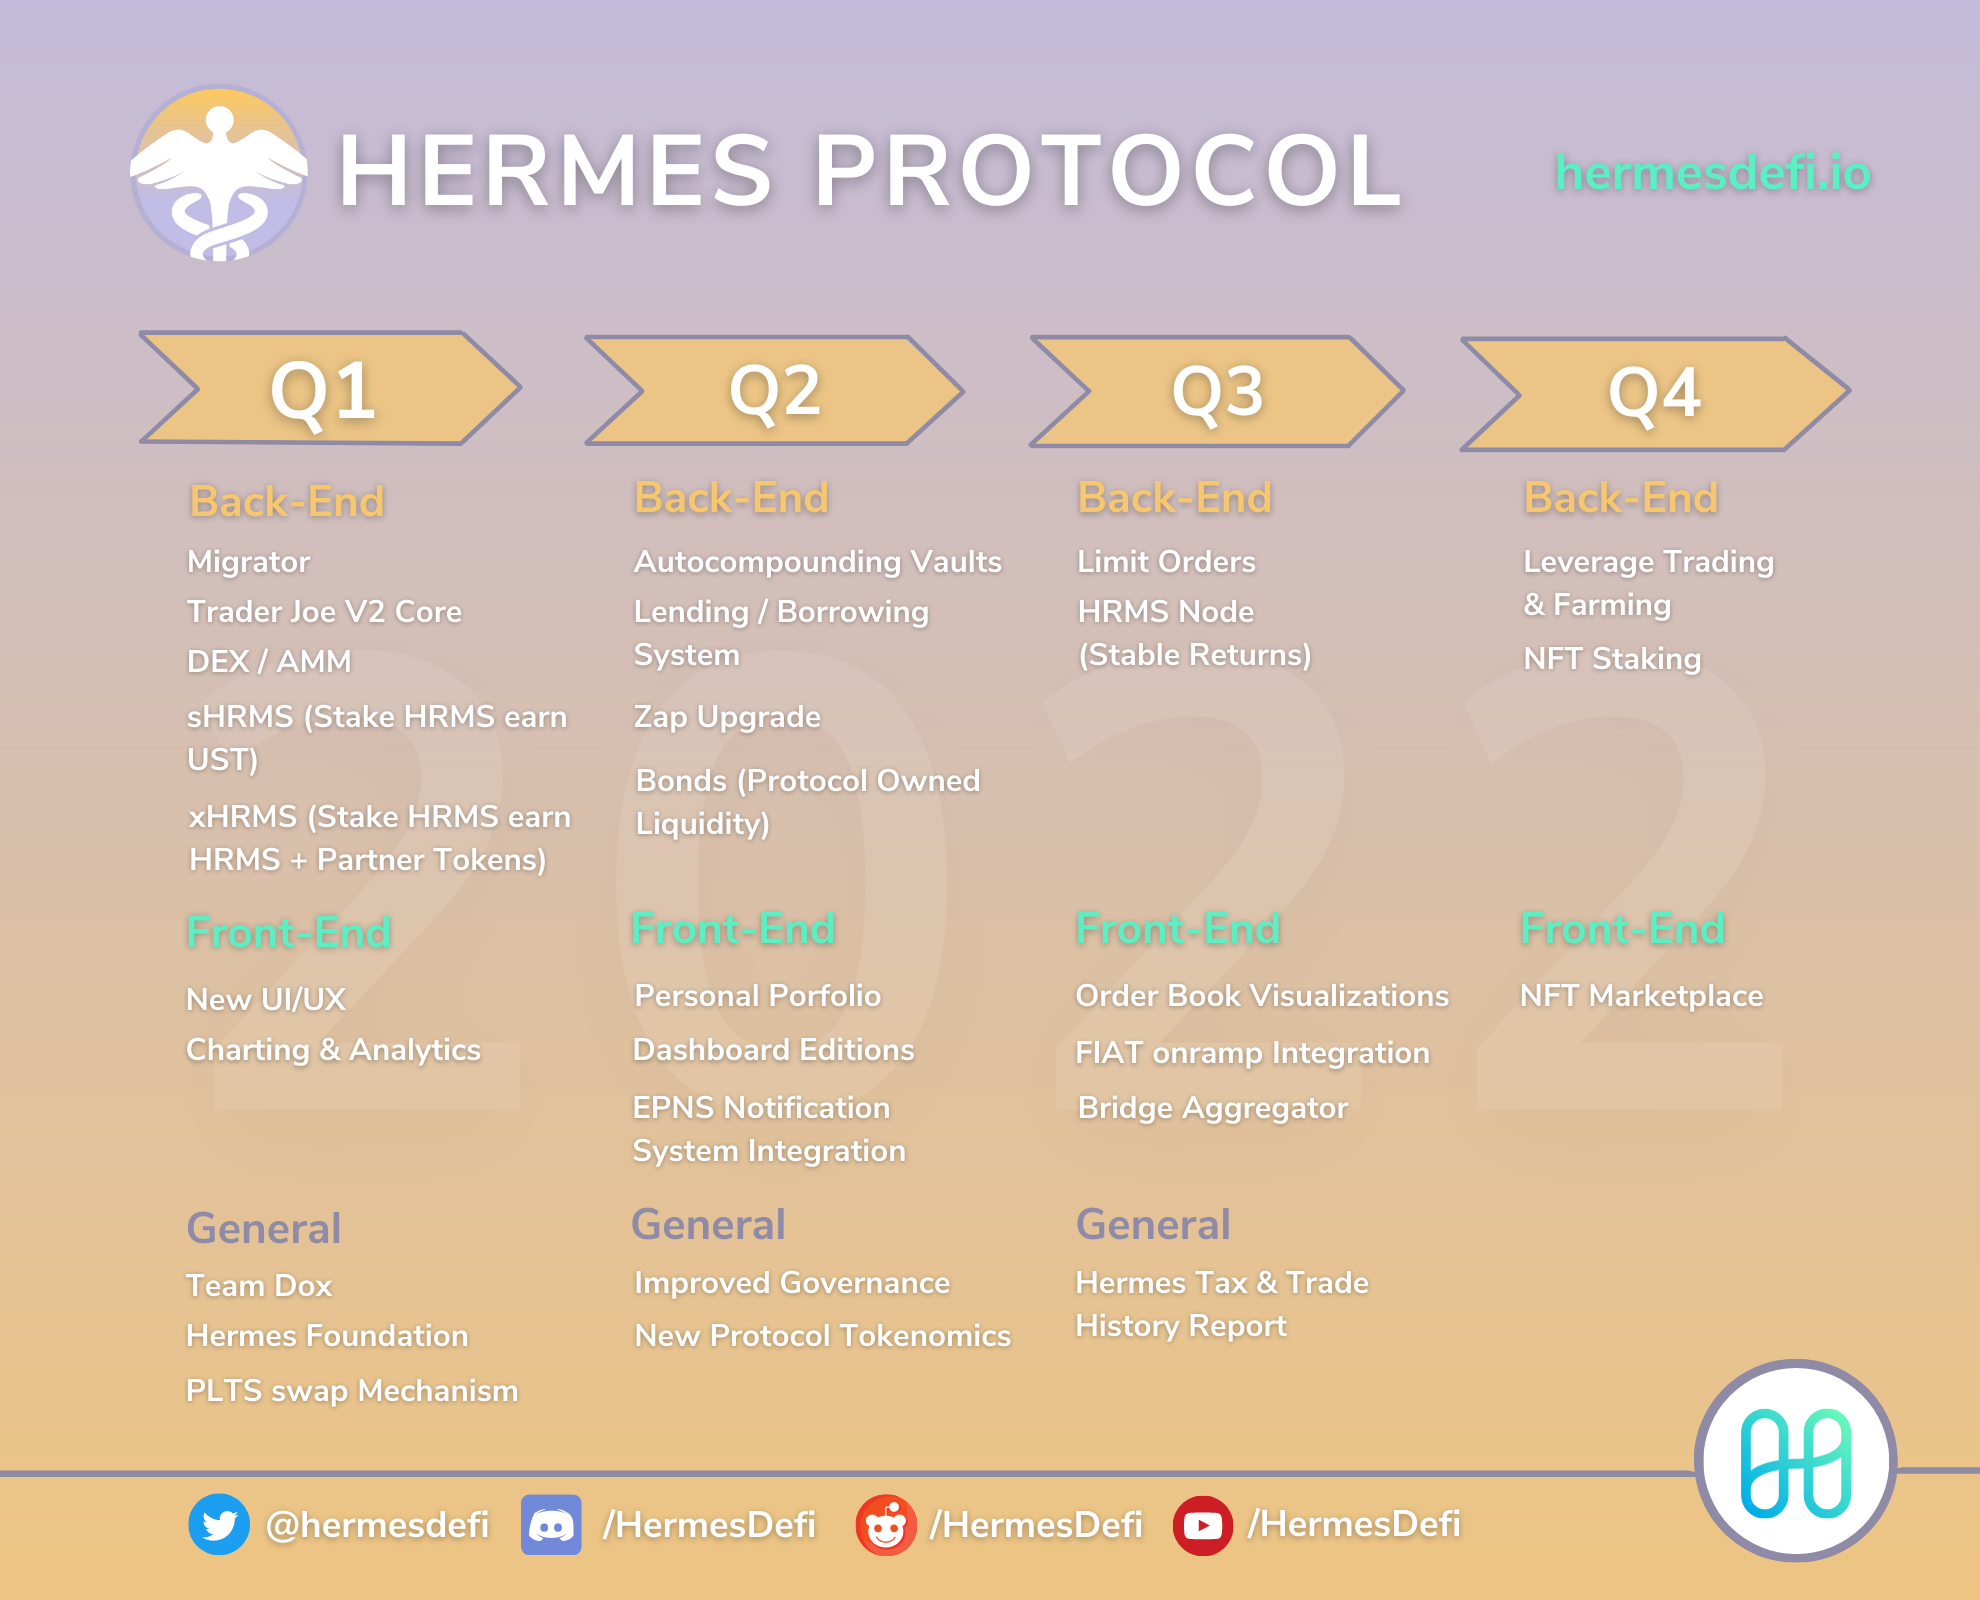 HERMES PROTOCOL
hermesdefi.io
Q1
Back-End
Migrator
Trader Joe V2 Core
DEX / AMM
sHRMS (Stake HRMS earn
UST)
xHRMS (Stake HRMS earn
HRMS + Partner Tokens)
Front-End
New UI/UX
Charting & Analytics
General
Team Dox
Hermes Foundation
PLTS swap Mechanism
Q2
Back-End
Autocompounding Vaults
Lending / Borrowing
System
Zap Upgrade
Bonds (Protocol Owned
Liquidity)
Front-End
Personal Porfolio
Dashboard Editions
EPNS Notification
System Integration
General
Improved Governance
New Protocol Tokenomics
Q3
Back-End
Limit Orders
HRMS Node
(Stable Returns)
Front-End
Order Book Visualizations
FIAT onramp Integration
Bridge Aggregator
General
Hermes Tax & Trade
History Report
Q4
Back-End
Leverage Trading
& Farming
NFT Staking
Front-End
NFT Marketplace
2022
@hermesdefi
/HermesDefi
/HermesDefi
/HermesDefi